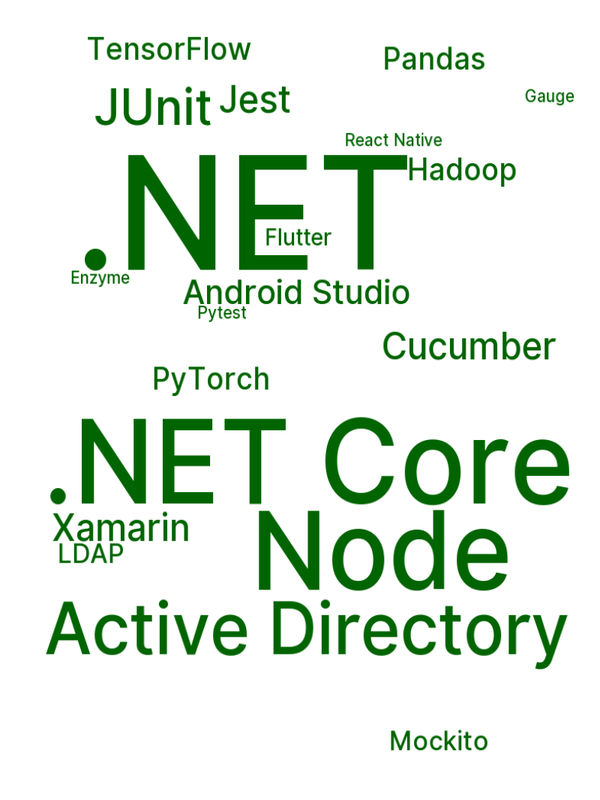 TensorFlow
Pandas
JUnit
Jest
Gauge
React Native
.NET
Hadoop
Flutter
Enzyme
Android Studio
Pytest
Cucumber
PyTorch
.NET Core
Xamarin
Node
LDAP
Active Directory
Mockito